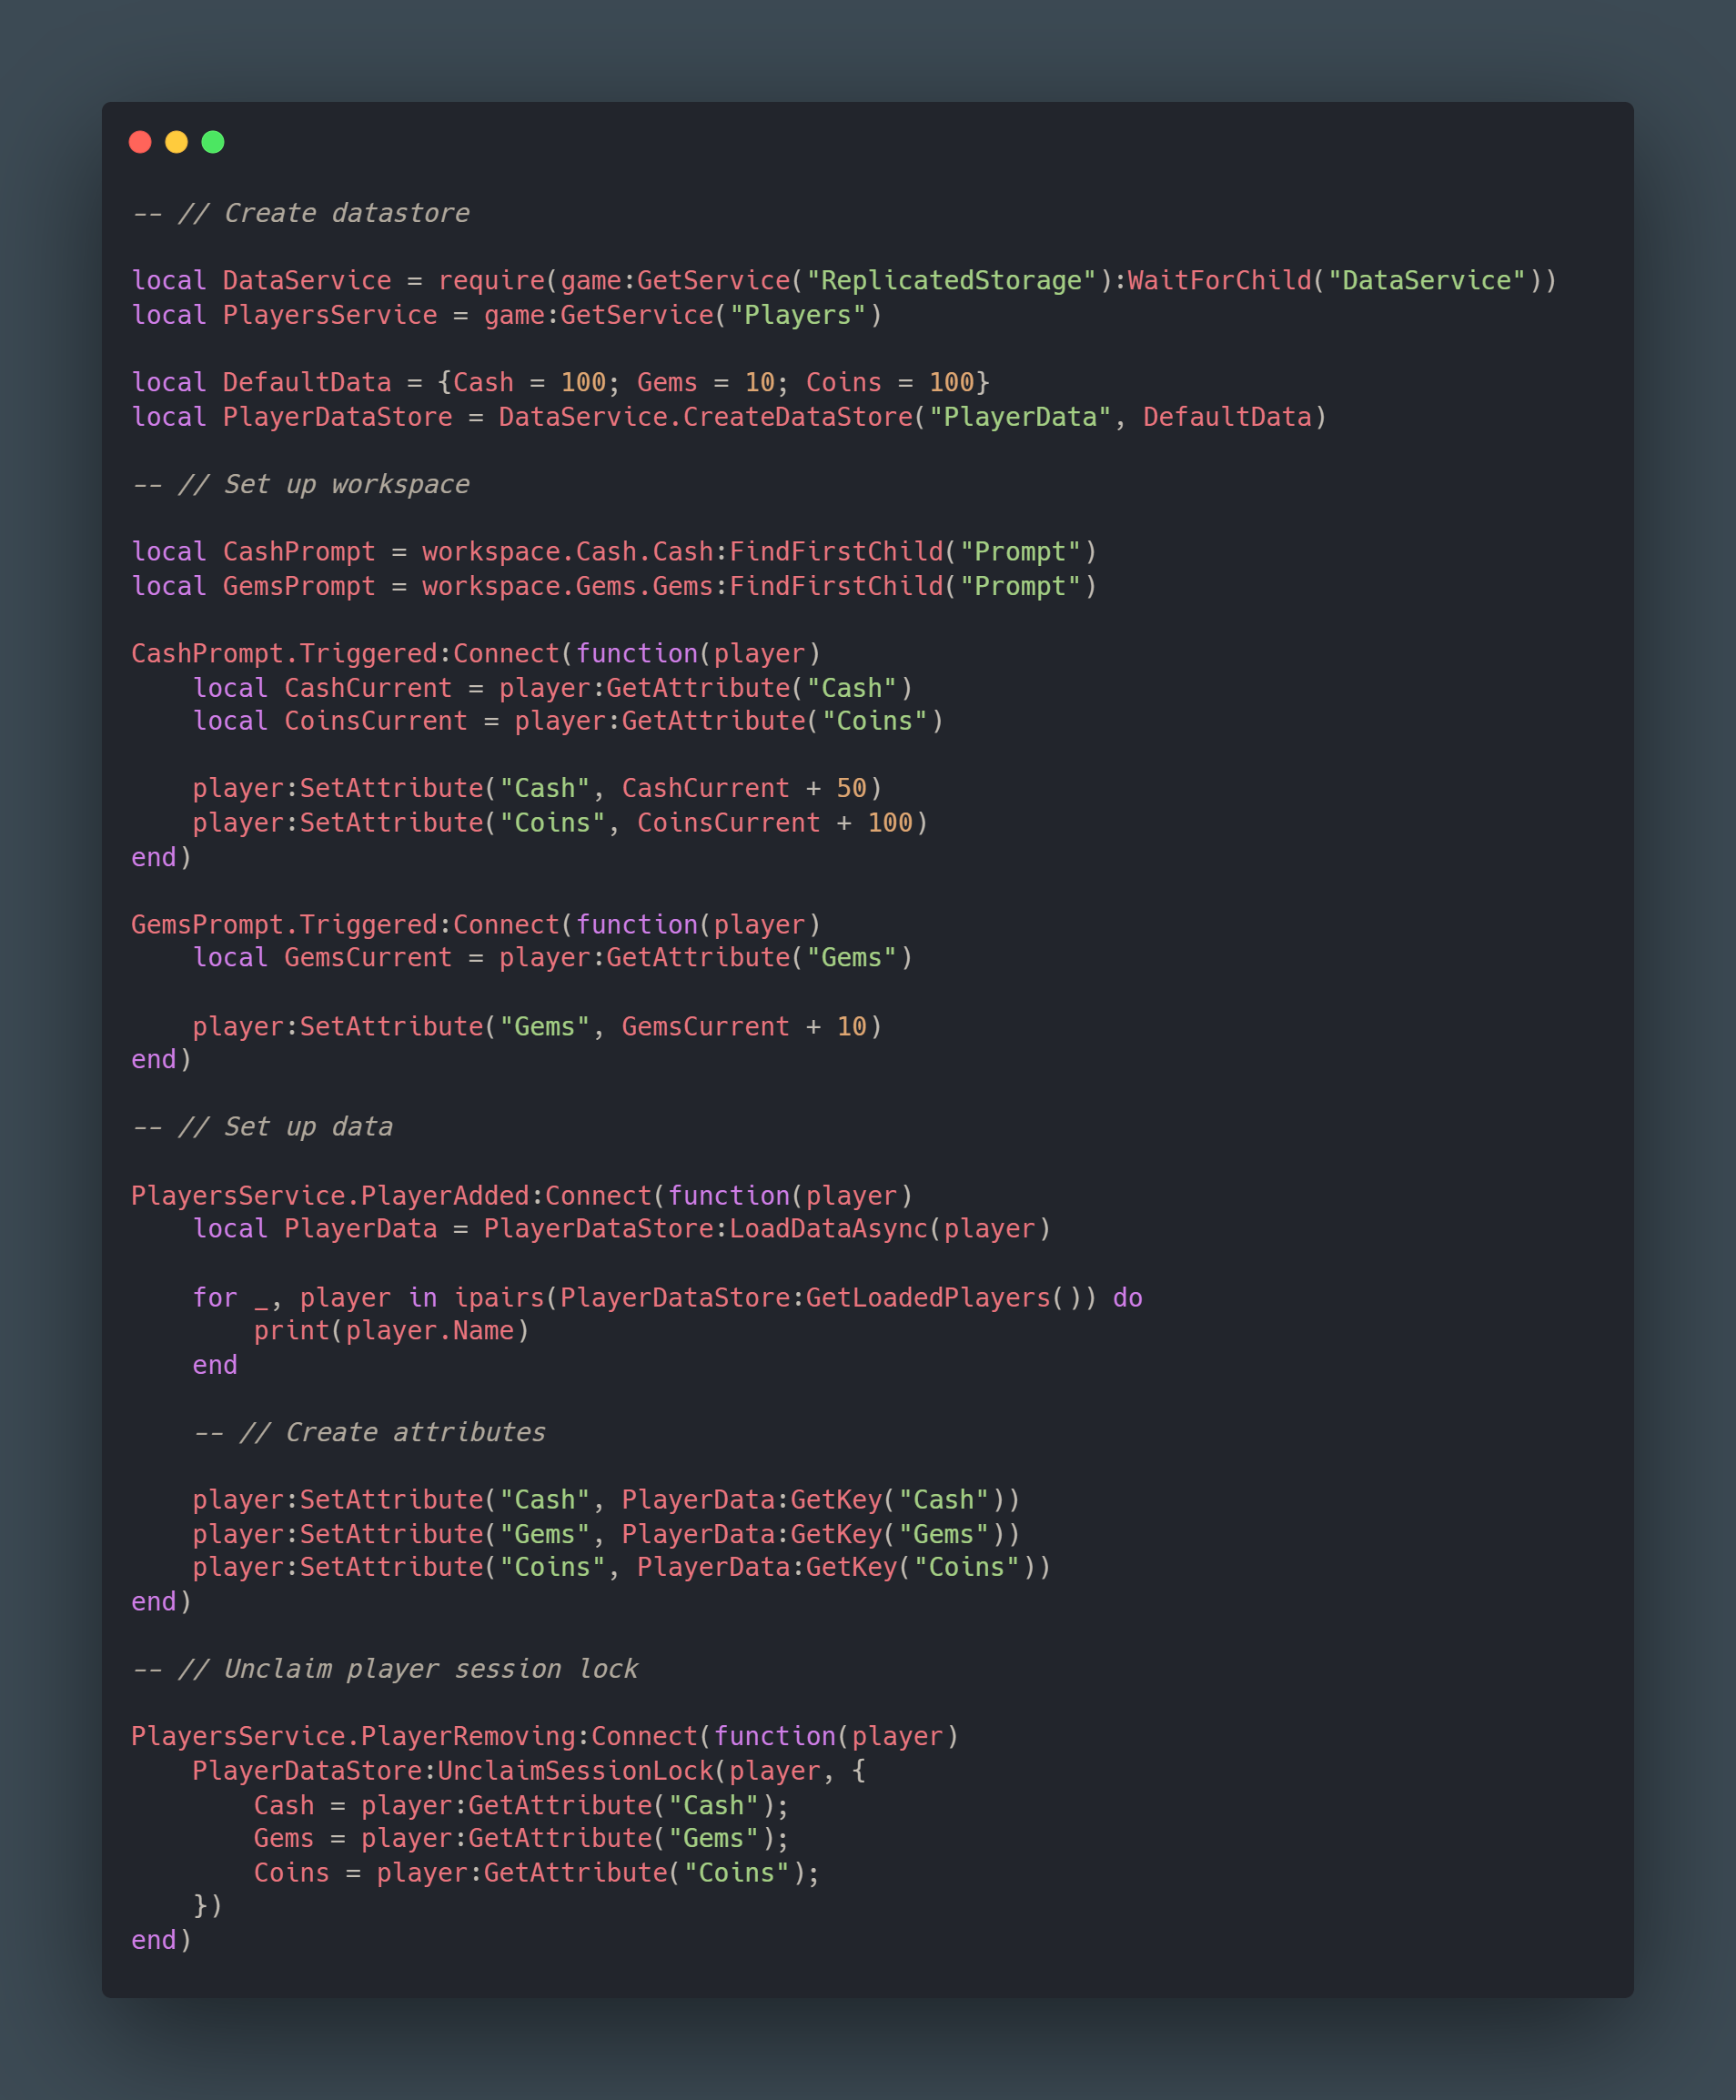 -- // Create datastore

local DataService = require(game:GetService("ReplicatedStorage"):WaitForChild("DataService"))
local PlayersService = game:GetService("Players")

local DefaultData = {Cash = 100; Gems = 10; Coins = 100}
local PlayerDataStore = DataService.CreateDataStore("PlayerData", DefaultData)

-- // Set up workspace

local CashPrompt = workspace.Cash.Cash:FindFirstChild("Prompt")
local GemsPrompt = workspace.Gems.Gems:FindFirstChild("Prompt")

CashPrompt.Triggered:Connect(function(player)
    local CashCurrent = player:GetAttribute("Cash")
    local CoinsCurrent = player:GetAttribute("Coins")

    player:SetAttribute("Cash", CashCurrent + 50)
    player:SetAttribute("Coins", CoinsCurrent + 100)
end)

GemsPrompt.Triggered:Connect(function(player)
    local GemsCurrent = player:GetAttribute("Gems")

    player:SetAttribute("Gems", GemsCurrent + 10)
end)

-- // Set up data

PlayersService.PlayerAdded:Connect(function(player)
    local PlayerData = PlayerDataStore:LoadDataAsync(player)

    for _, player in ipairs(PlayerDataStore:GetLoadedPlayers()) do
        print(player.Name)
    end

    -- // Create attributes

    player:SetAttribute("Cash", PlayerData:GetKey("Cash"))
    player:SetAttribute("Gems", PlayerData:GetKey("Gems"))
    player:SetAttribute("Coins", PlayerData:GetKey("Coins"))
end)

-- // Unclaim player session lock

PlayersService.PlayerRemoving:Connect(function(player)
    PlayerDataStore:UnclaimSessionLock(player, {
        Cash = player:GetAttribute("Cash");
        Gems = player:GetAttribute("Gems");
        Coins = player:GetAttribute("Coins");
    })
end)